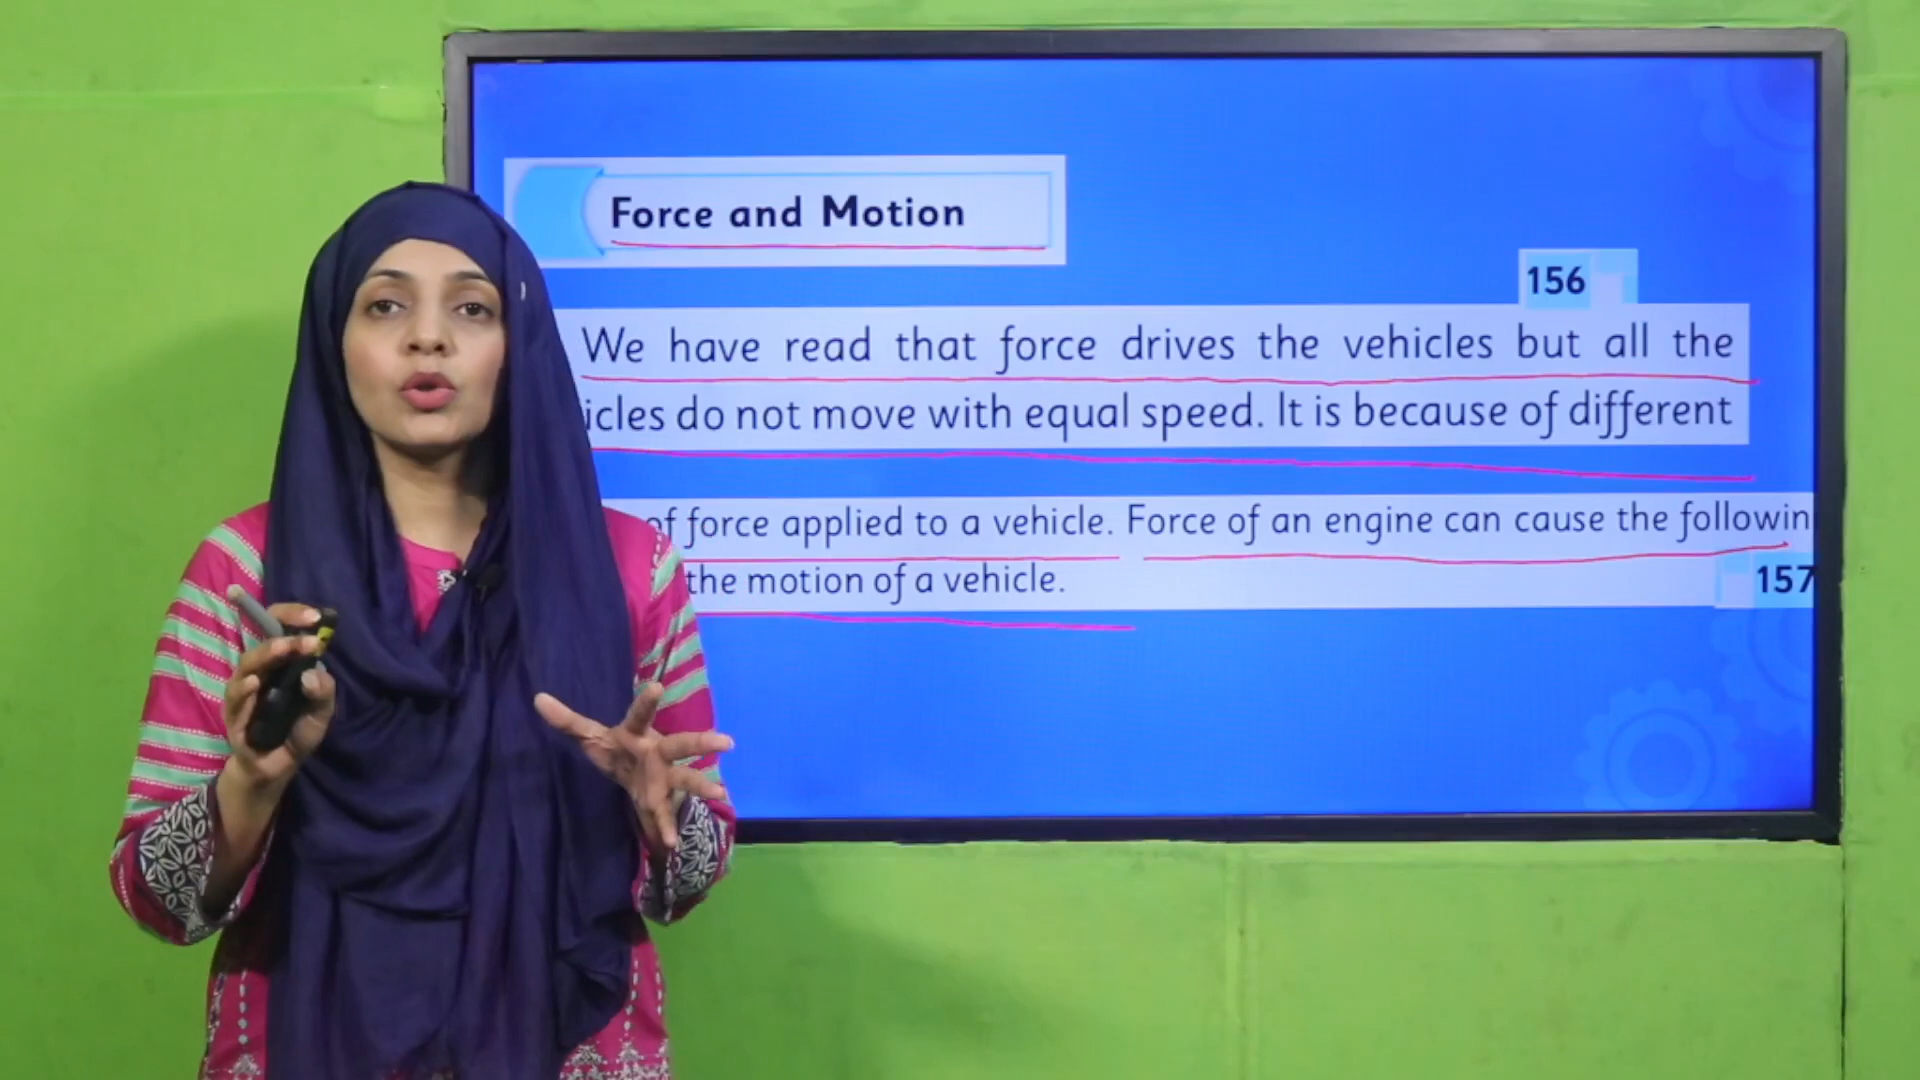 Force and Motion
156
We have read that force drives the vehicles but all the
icles do not move with equal speed. It is because of different
of force applied to a vehicle. Force of an engine can cause the followin
the motion of a vehicle.
157